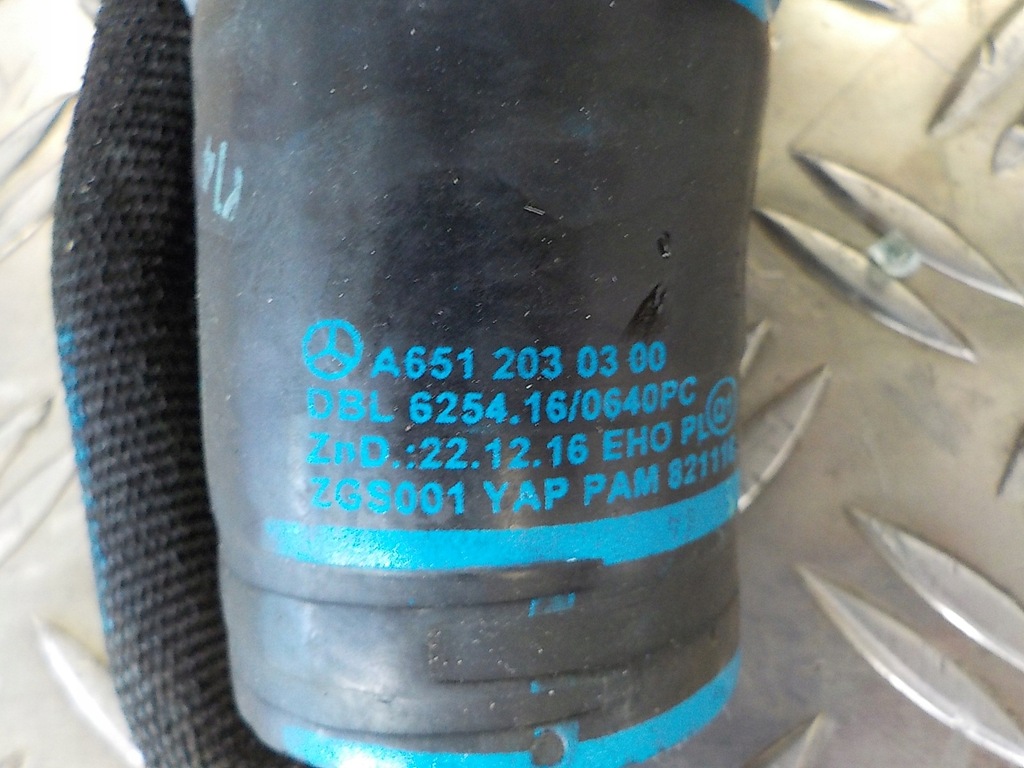 A651 203 03 00
DBL 6254.16/0640PC
ZnD.:22.12.16 EHO PL
ZGS001 YAP PAM